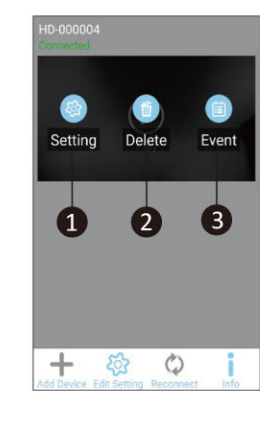 HD-000004
Connected
Setting Delete Event
1 2 3
Add Device Edit Setting Reconnect Info